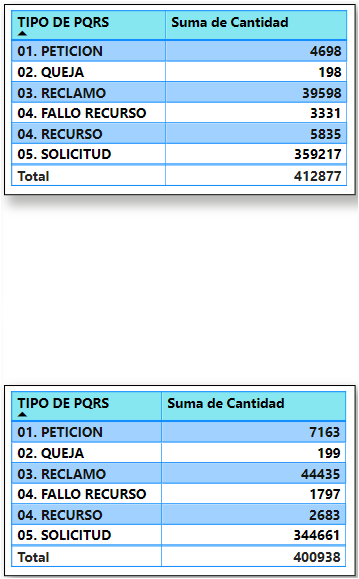 TIPO DE PQRS Suma de Cantidad
01. PETICION 4698
02. QUEJA 198
03. RECLAMO 39598
04. FALLO RECURSO 3331
04. RECURSO 5835
05. SOLICITUD 359217
Total 412877
TIPO DE PQRS Suma de Cantidad
01. PETICION 7163
02. QUEJA 199
03. RECLAMO 44435
04. FALLO RECURSO 1797
04. RECURSO 2683
05. SOLICITUD 344661
Total 400938